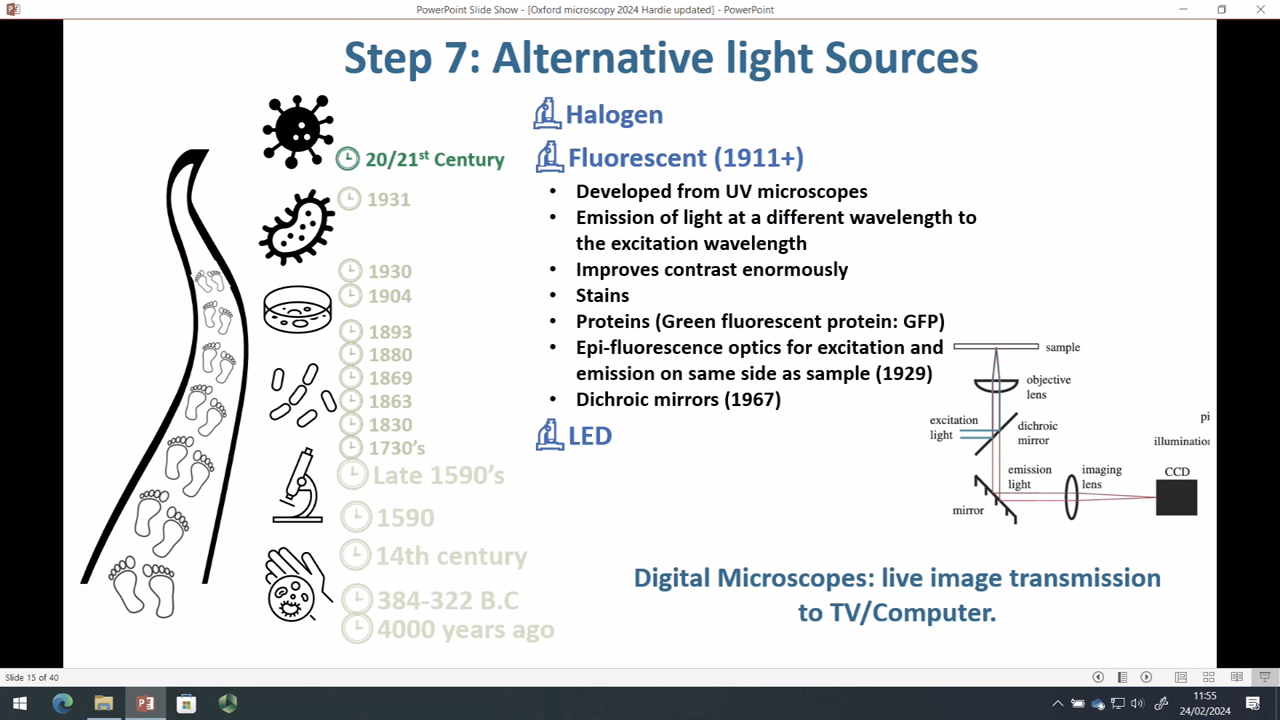 PowerPoint Slide Show - [Oxford microscopy 2024 Hardie updated] - PowerPoint
Step 7: Alternative light Sources
20/21st Century
1931
1930
1904
1893
1880
1869
1863
1830
1730's
Late 1590's
1590
14th century
384-322 B.C
4000 years ago
Halogen
Fluorescent (1911+)
• Developed from UV microscopes
• Emission of light at a different wavelength to
the excitation wavelength
• Improves contrast enormously
• Stains
• Proteins (Green fluorescent protein: GFP)
• Epi-fluorescence optics for excitation and
emission on same side as sample (1929)
• Dichroic mirrors (1967)
LED
sample
objective
lens
excitation
light
dichroic
mirror
emission
light
imaging
lens
mirror
CCD
pi
illumination
Digital Microscopes: live image transmission
to TV/Computer.
Slide 15 of 40
11:55
24/02/2024